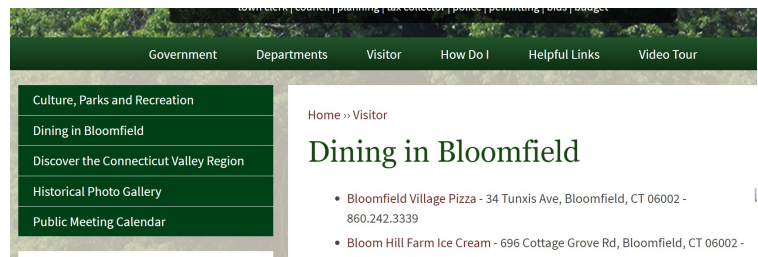 town clerk | council | planning | tax collector | police | permitting | bids | budget
Government Departments Visitor How Do I Helpful Links Video Tour
Culture, Parks and Recreation
Dining in Bloomfield
Discover the Connecticut Valley Region
Historical Photo Gallery
Public Meeting Calendar
Home ›› Visitor
Dining in Bloomfield
• Bloomfield Village Pizza - 34 Tunxis Ave, Bloomfield, CT 06002 -
860.242.3339
• Bloom Hill Farm Ice Cream - 696 Cottage Grove Rd, Bloomfield, CT 06002 -